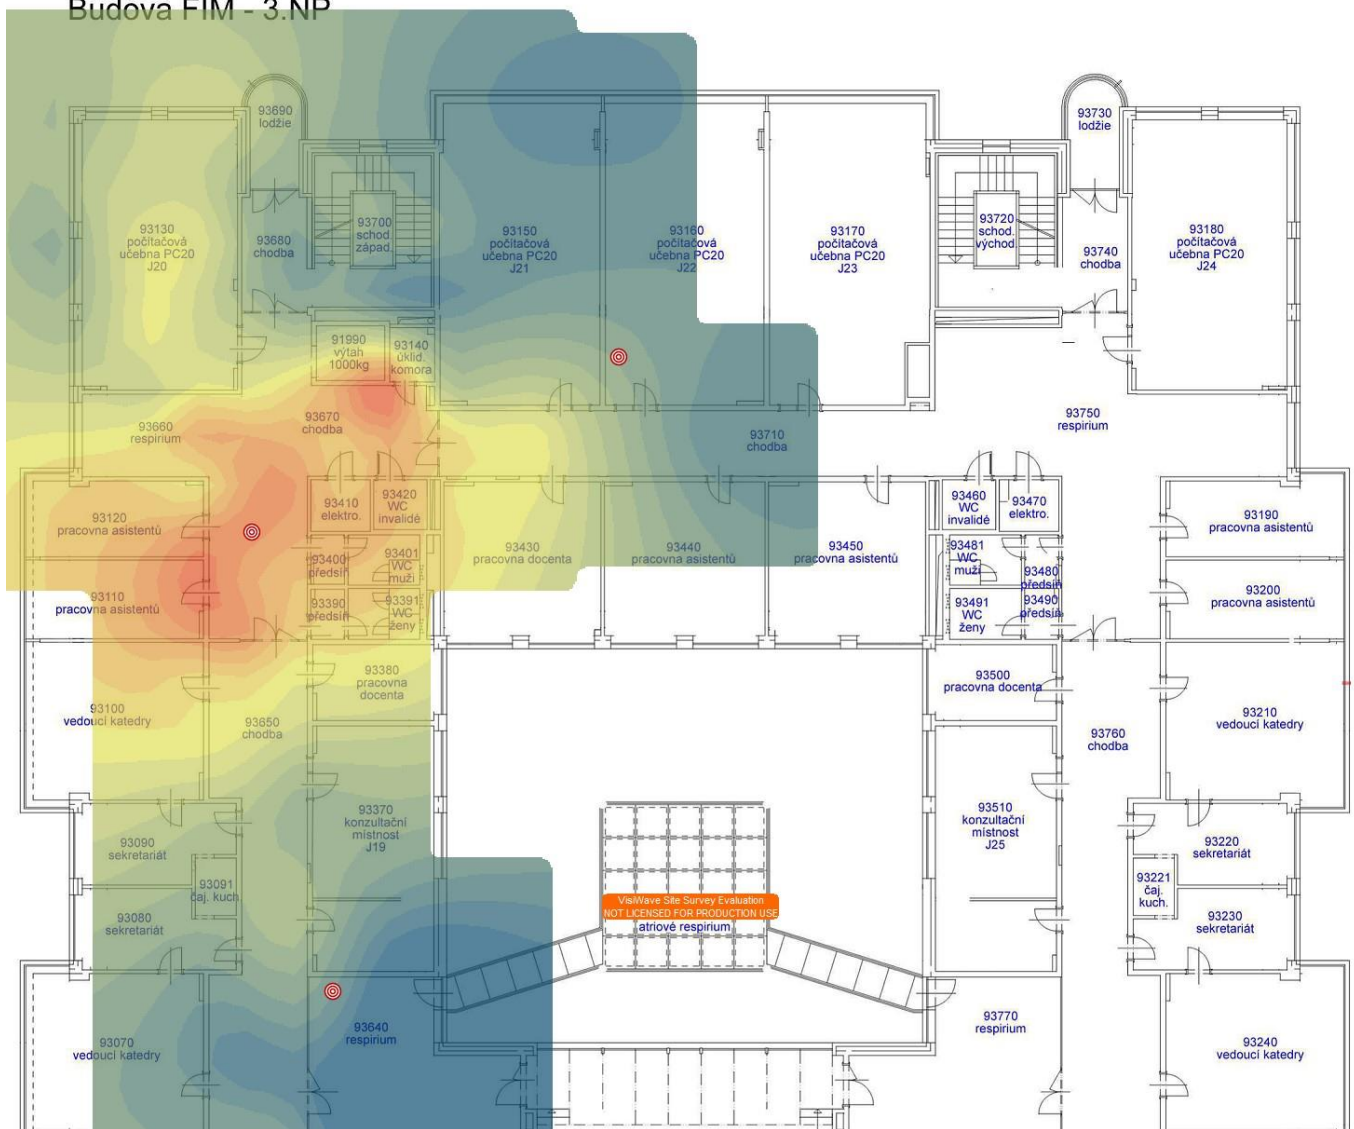 Budova FIM - 3.NP
93690
lodžie
93730
lodžie
93130
počítačová
učebna PC20
J20
93680
chodba
93700
schod.
západ.
93150
počítačová
učebna PC20
J21
93160
počítačová
učebna PC20
J22
93170
počítačová
učebna PC20
J23
93720
schod.
východ.
93740
chodba
93180
počítačová
učebna PC20
J24
91990
výtah
1000kg
93140
úklid.
komora
93660
respirium
93670
chodba
93710
chodba
93750
respirium
93120
pracovna asistentů
93410
elektro.
93420
WC
invalidé
93430
pracovna docenta
93440
pracovna asistentů
93450
pracovna asistentů
93460
WC
invalidé
93470
elektro.
93190
pracovna asistentů
93400
předsíň
93401
WC
muži
93481
WC
muži
93480
předsíň
93110
pracovna asistentů
93390
předsíň
93391
WC
ženy
93491
WC
ženy
93490
předsíň
93200
pracovna asistentů
93100
vedoucí katedry
93650
chodba
93380
pracovna
docenta
93500
pracovna docenta
93760
chodba
93210
vedoucí katedry
93090
sekretariát
93091
čaj. kuch.
93370
konzultační
místnost
J19
93510
konzultační
místnost
J25
93220
sekretariát
93221
čaj.
kuch.
93080
sekretariát
VisiWave Site Survey Evaluation
NOT LICENSED FOR PRODUCTION USE
atriové respirium
93230
sekretariát
93070
vedoucí katedry
93640
respirium
93770
respirium
93240
vedoucí katedry